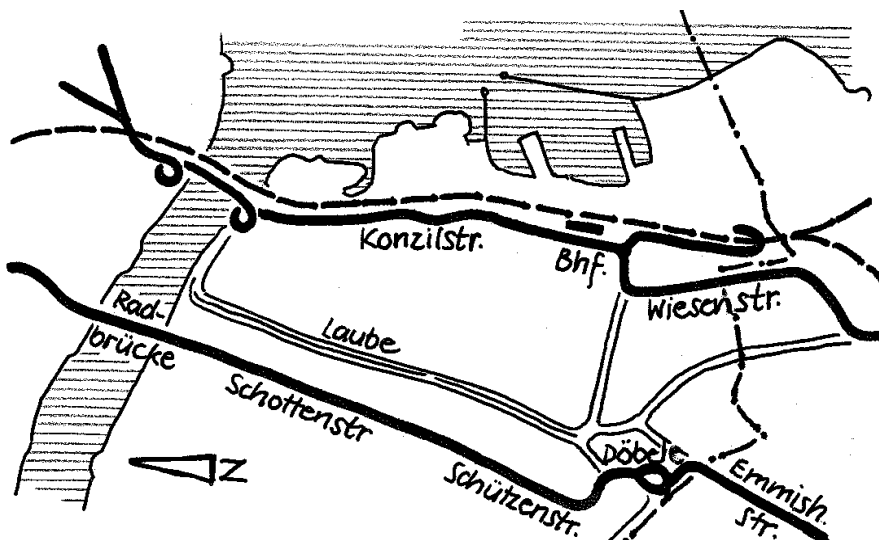 Konzilstr.
Bhf.
Wiesenstr.
Rad-
brücke
Laube
Schottenstr
Döbele
Schützenstr.
Emmish.
str.
N